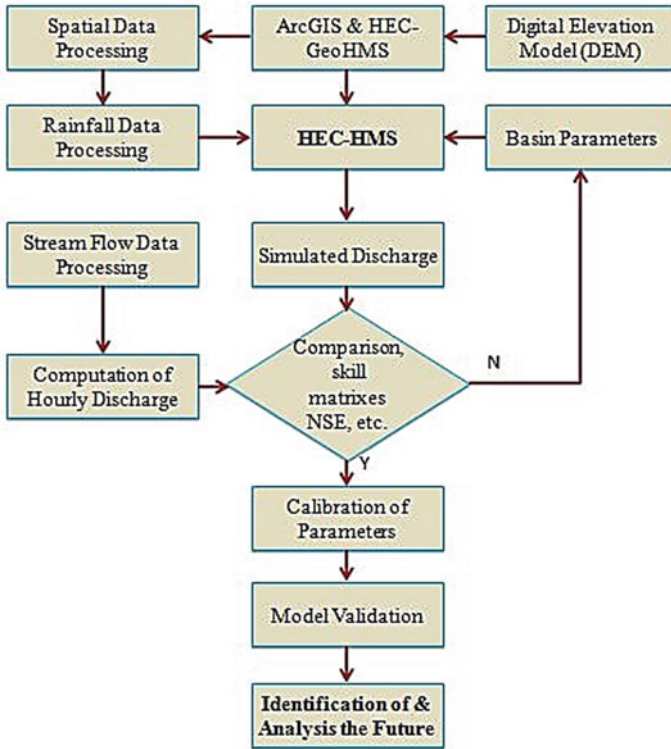 Spatial Data
Processing
ArcGIS & HEC-
GeoHMS
Digital Elevation
Model (DEM)
Rainfall Data
Processing
HEC-HMS
Basin Parameters
Stream Flow Data
Processing
Simulated Discharge
Computation of
Hourly Discharge
Comparison,
skill
matrixes
NSE, etc.
N
Y
Calibration of
Parameters
Model Validation
Identification of &
Analysis the Future